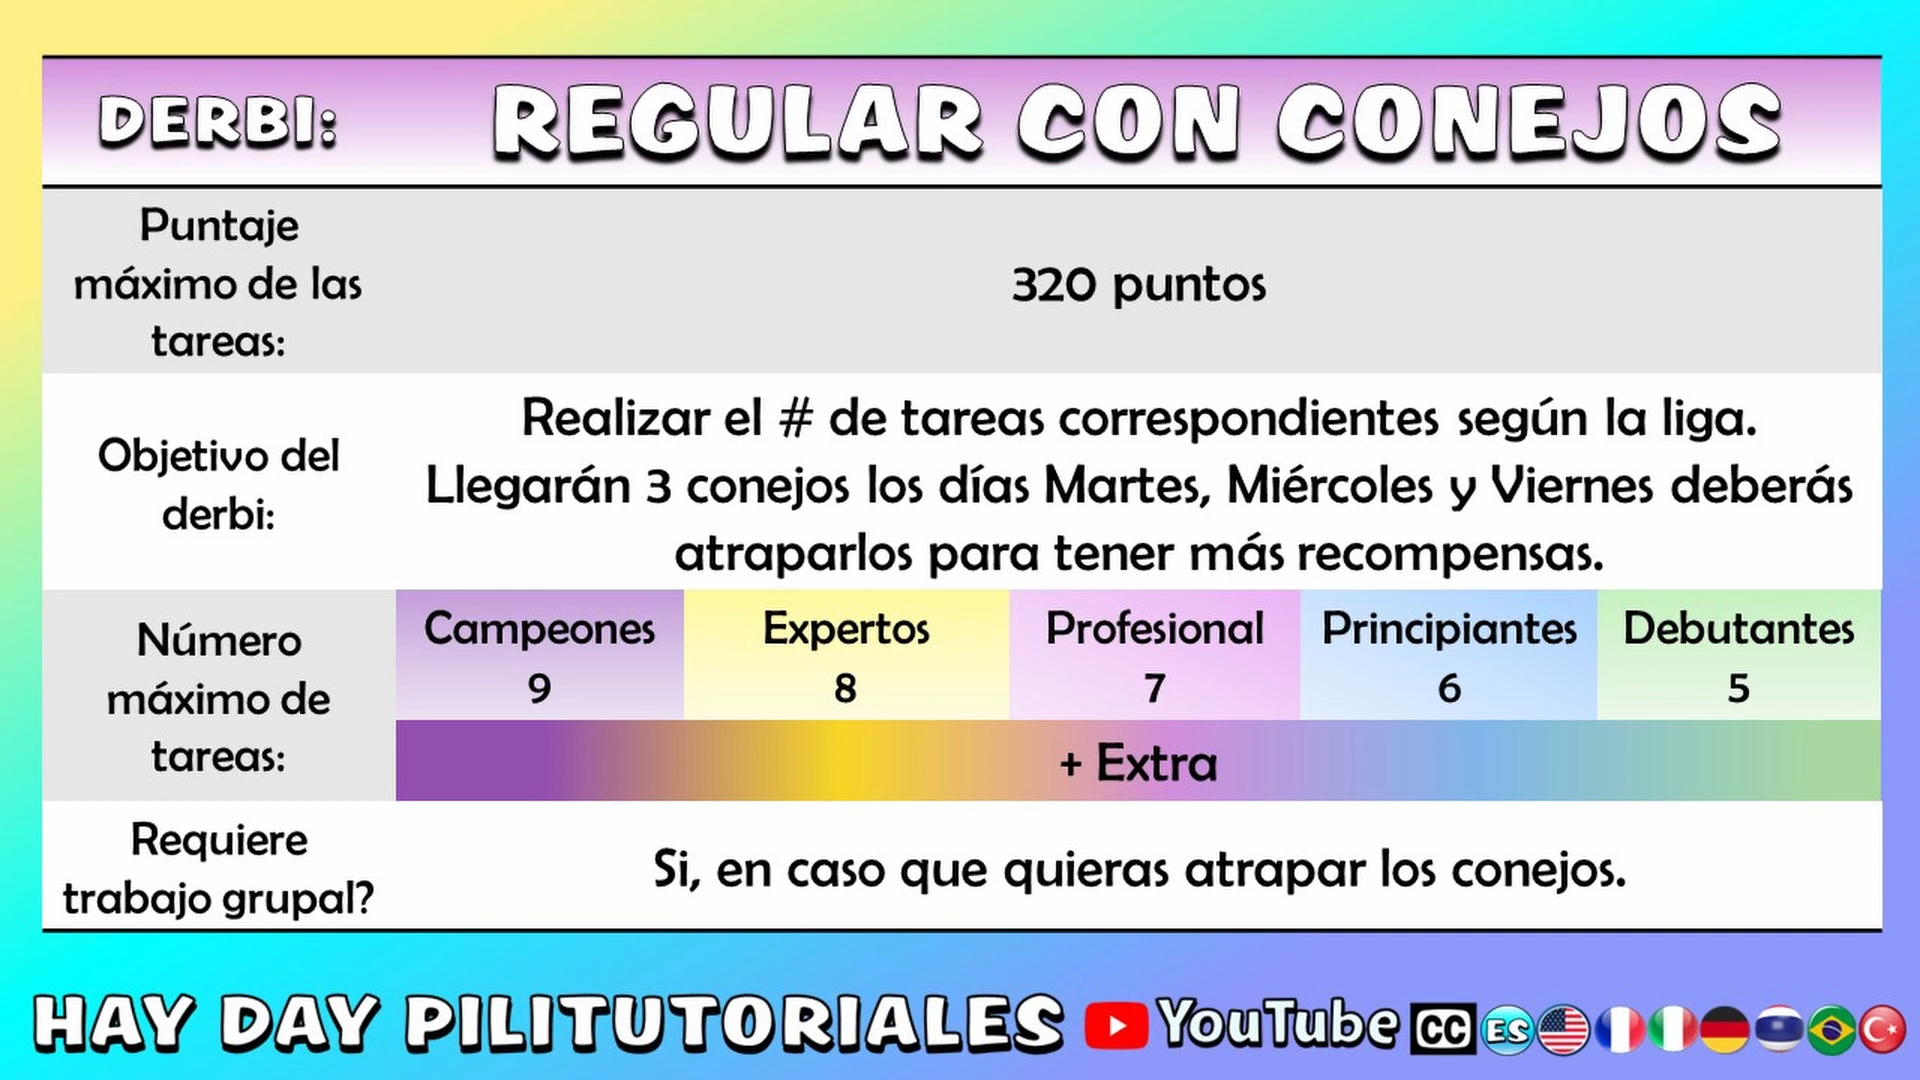 DERBI:
REGULAR CON CONEJOS
Puntaje
máximo de las
tareas:
320 puntos
Objetivo del
derbi:
Realizar el # de tareas correspondientes según la liga.
Llegarán 3 conejos los días Martes, Miércoles y Viernes deberás
atraparlos para tener más recompensas.
Número
máximo de
tareas:
Campeones
9
Expertos
8
Profesional
7
Principiantes
6
Debutantes
5
+ Extra
Requiere
trabajo grupal?
Si, en caso que quieras atrapar los conejos.
HAY DAY PILITUTORIALES YouTube CC ES